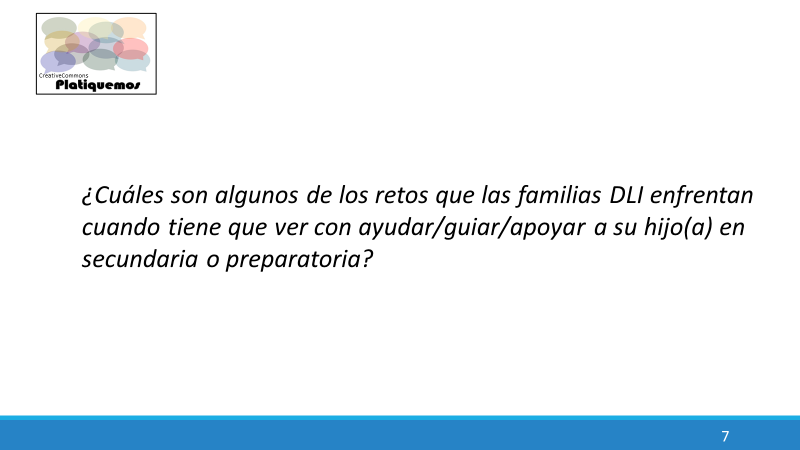 CreativeCommons
Platiquemos
¿Cuáles son algunos de los retos que las familias DLI enfrentan
cuando tiene que ver con ayudar/guiar/apoyar a su hijo(a) en
secundaria o preparatoria?
7